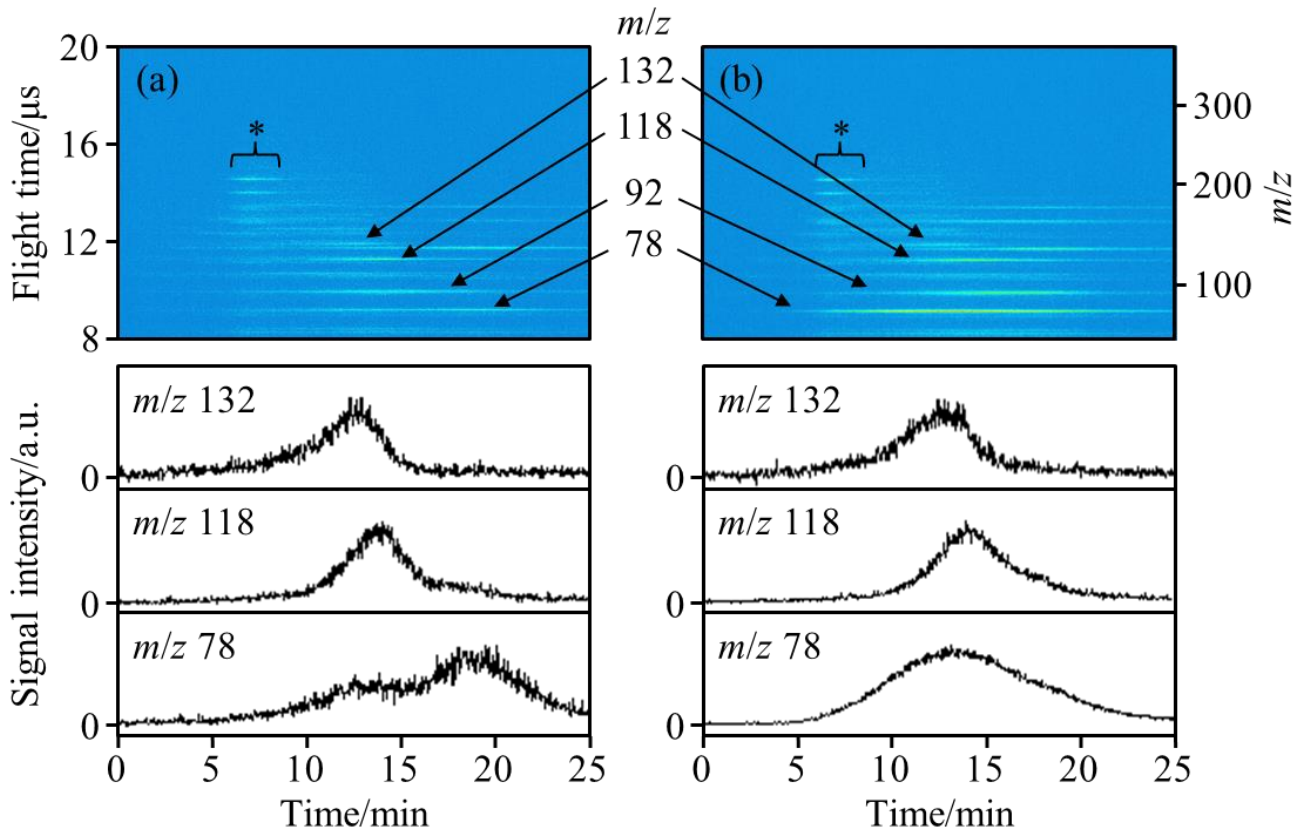 m/z
20
16
12
8
Flight time/µs
(a)
*
132
118
92
78
(b)
*
300
200
100
m/z
m/z 132
0
m/z 118
0
m/z 78
0
Signal intensity/a.u.
0 5 10 15 20 25
Time/min
m/z 132
0
m/z 118
0
m/z 78
0
0 5 10 15 20 25
Time/min